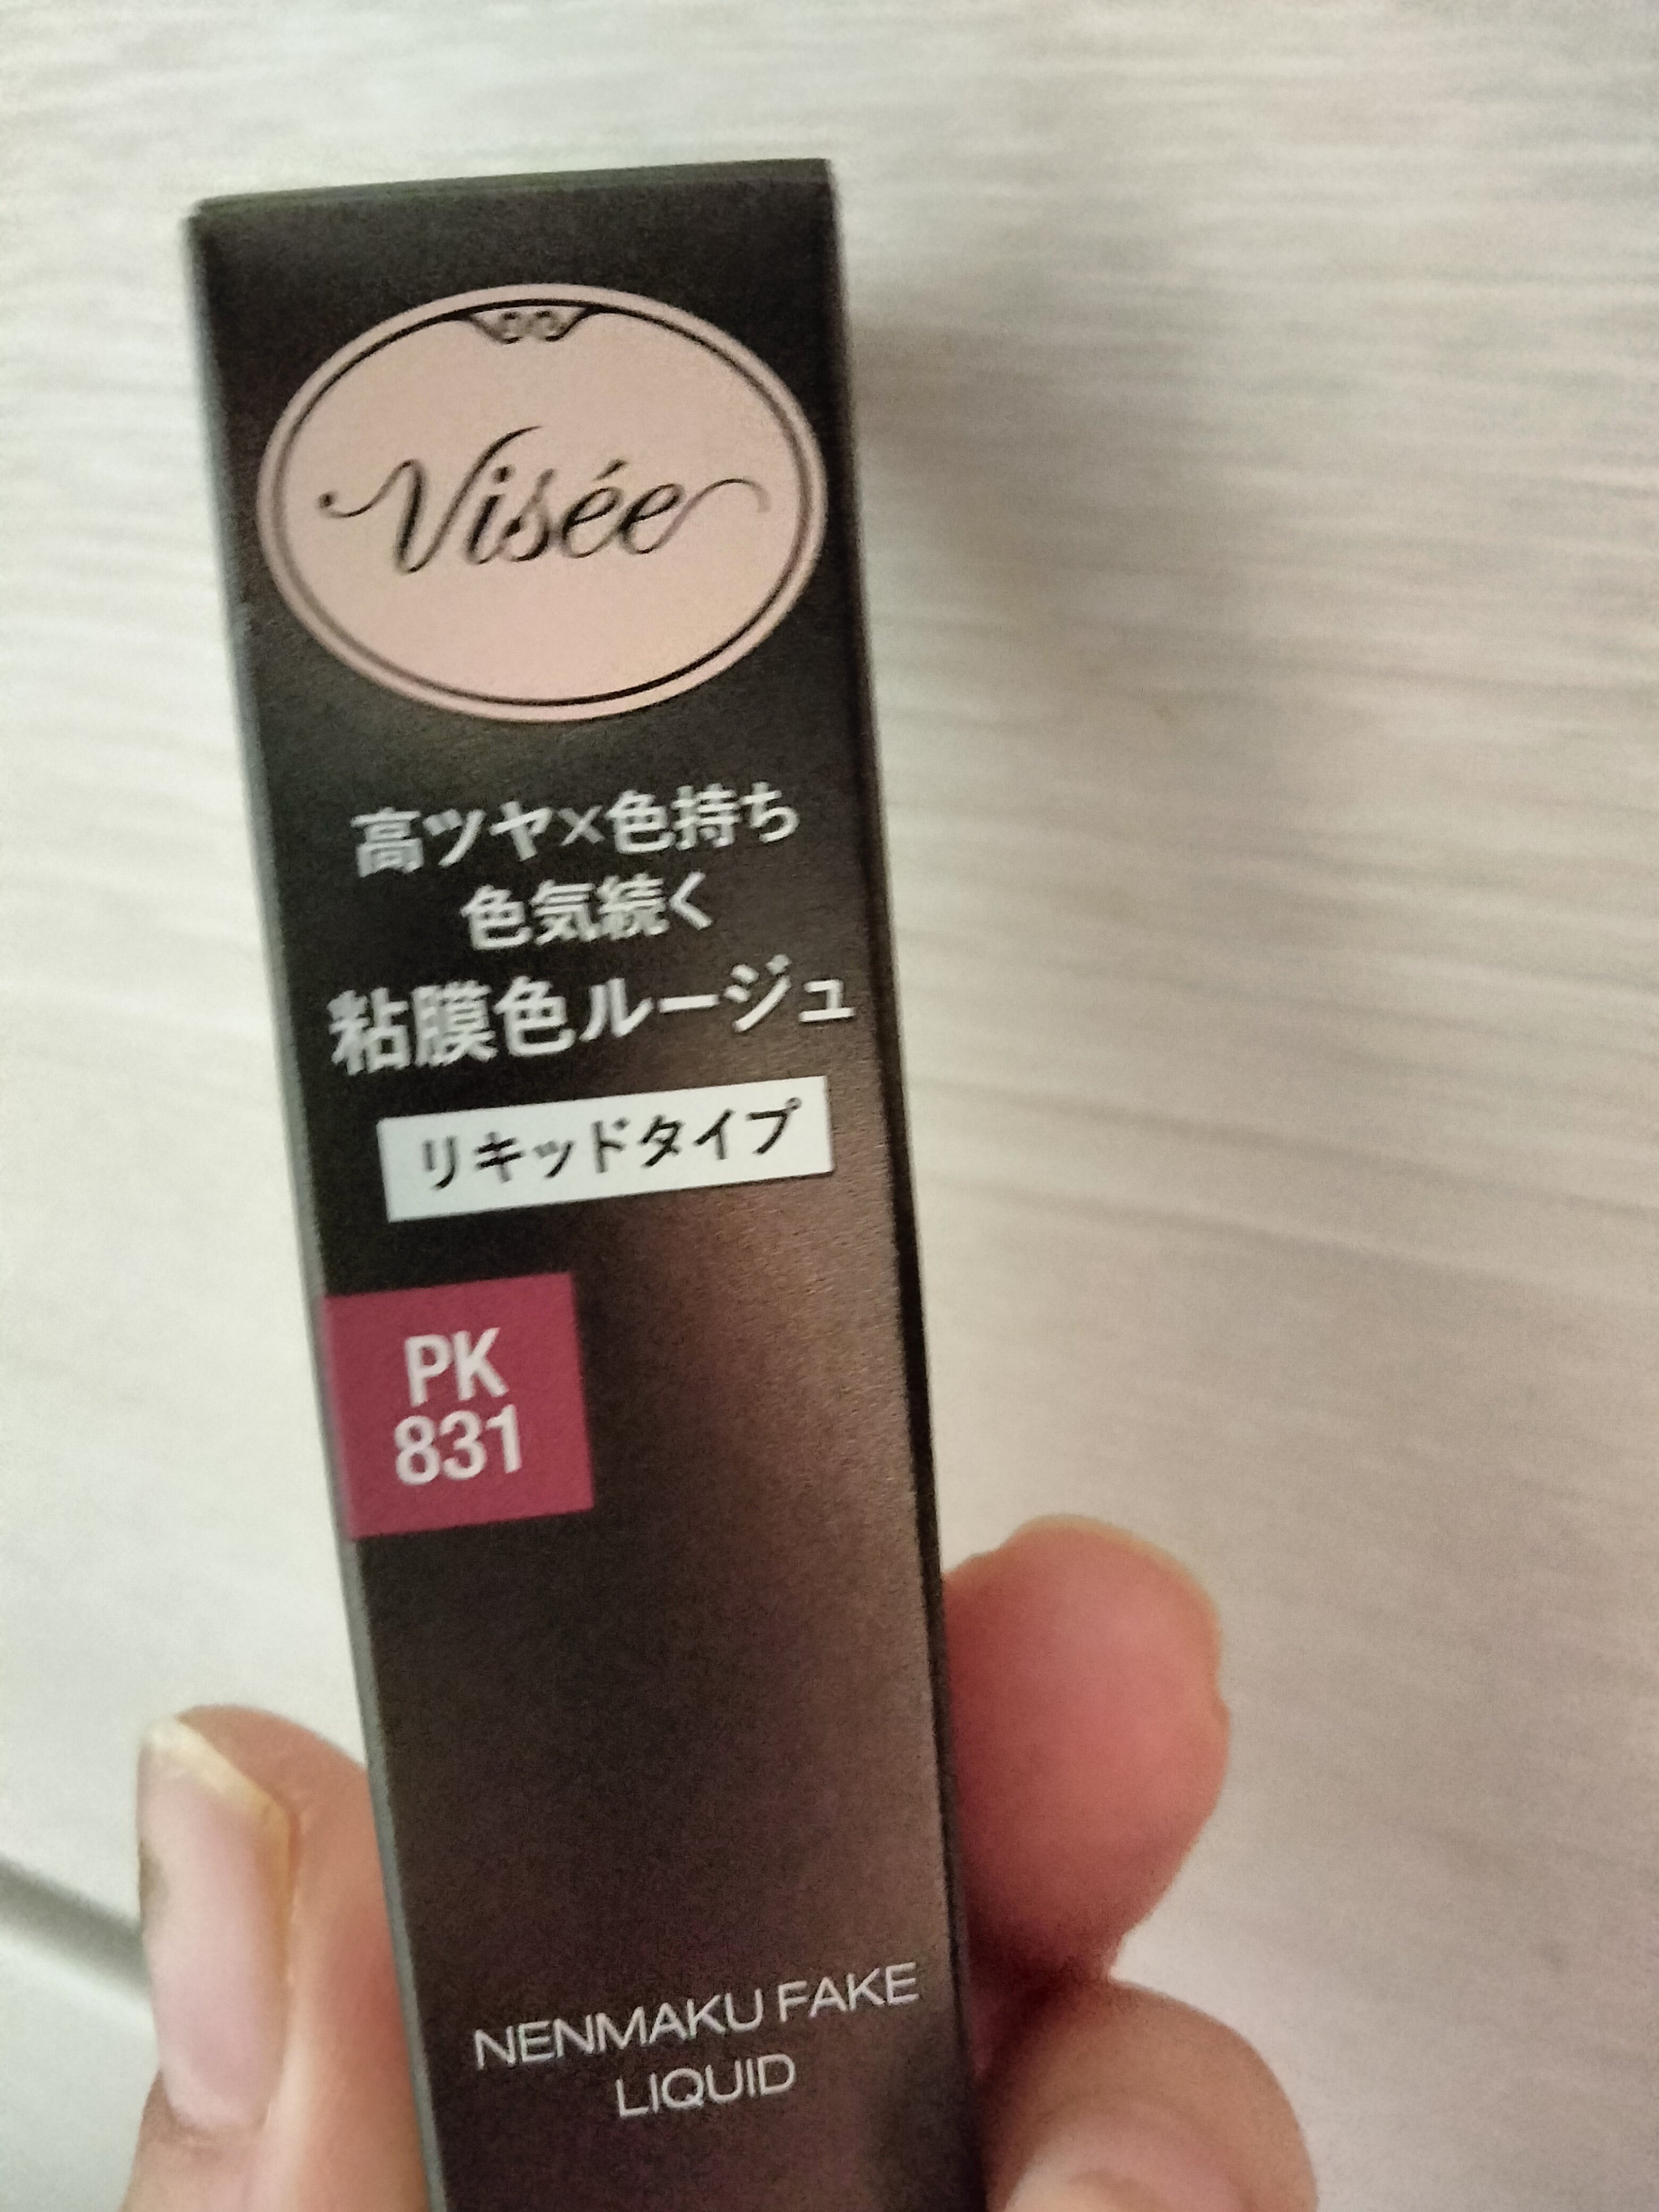 Visée
高ツヤ×色持ち
色気続く
粘膜色ルージュ
リキッドタイプ
PK
831
NENMAKU FAKE
LIQUID